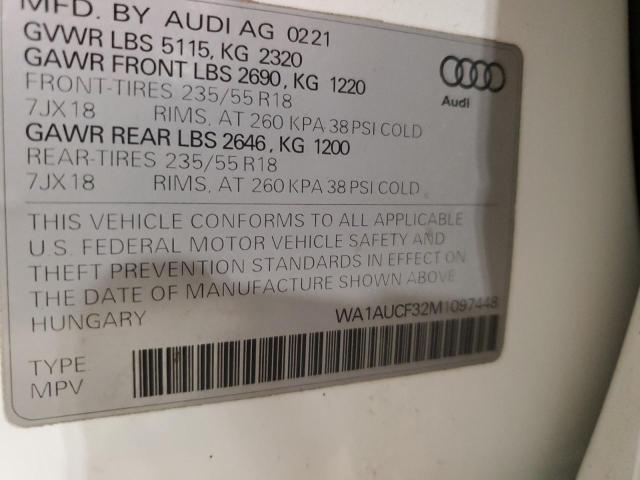 MFD. BY AUDI AG 0221
GVWR LBS 5115, KG 2320
GAWR FRONT LBS 2690, KG 1220
FRONT-TIRES 235/55 R18
7JX18 RIMS, AT 260 KPA 38 PSI COLD
GAWR REAR LBS 2646, KG 1200
REAR-TIRES 235/55 R18
7JX18 RIMS, AT 260 KPA 38 PSI COLD
Audi
THIS VEHICLE CONFORMS TO ALL APPLICABLE
U.S. FEDERAL MOTOR VEHICLE SAFETY AND
THEFT PREVENTION STANDARDS IN EFFECT ON
THE DATE OF MANUFACTURE SHOWN ABOVE
HUNGARY WA1AUCF32M1097448
TYPE
MPV